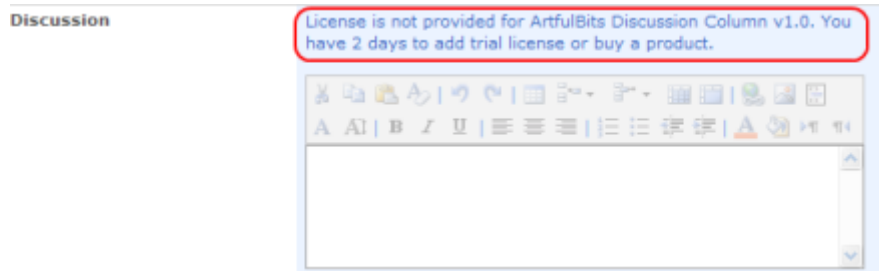 Discussion
License is not provided for ArtfulBits Discussion Column v1.0. You
have 2 days to add trial license or buy a product.
A AI B I U A